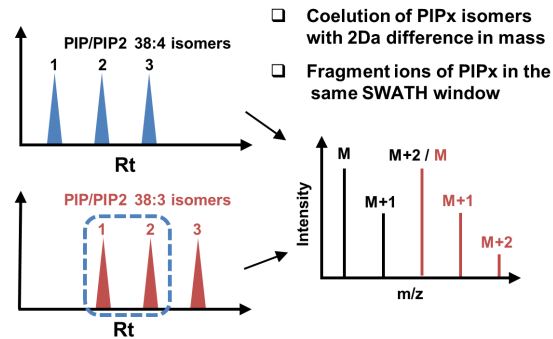 ❑ Coelution of PIPx isomers
with 2Da difference in mass
❑ Fragment ions of PIPx in the
same SWATH window
PIP/PIP2 38:4 isomers
1 2 3
Rt
PIP/PIP2 38:3 isomers
1 2 3
Rt
M M+2 / M
M+1 M+1
M+2
Intensity
m/z